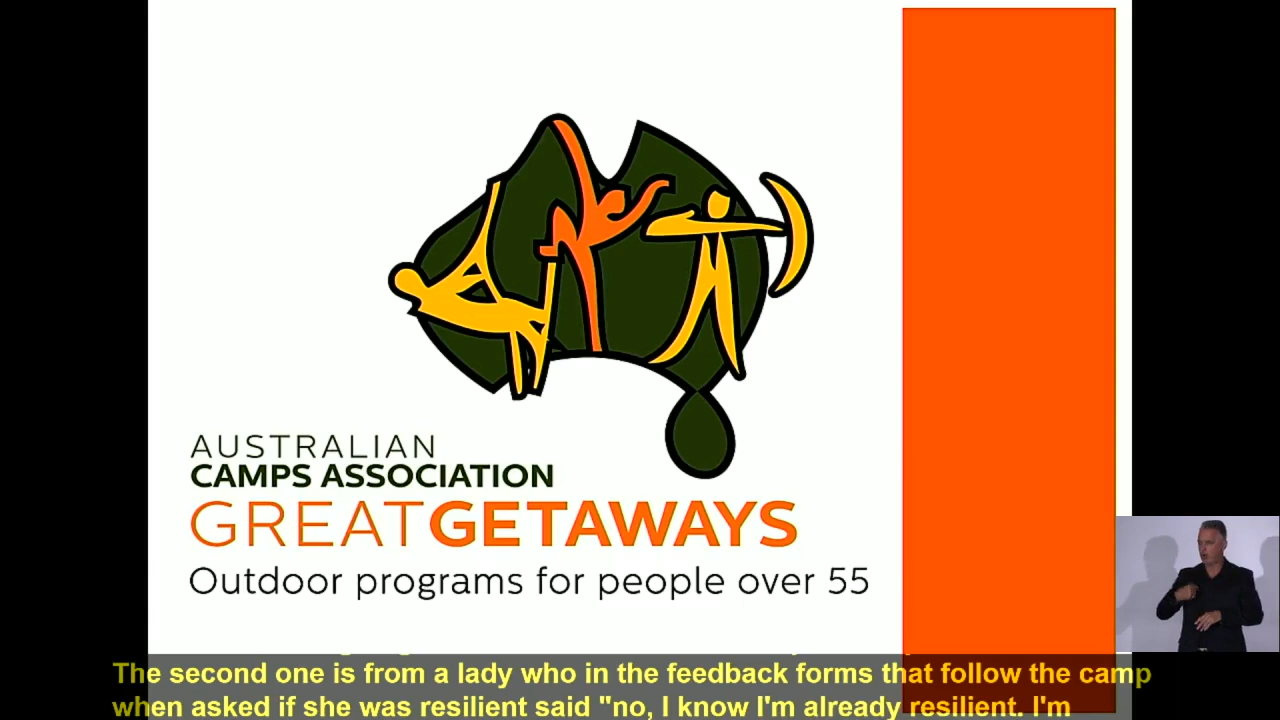 AUSTRALIAN
CAMPS ASSOCIATION
GREATGETAWAYS
Outdoor programs for people over 55
The second one is from a lady who in the feedback forms that follow the camp
when asked if she was resilient said "no, I know I'm already resilient. I'm